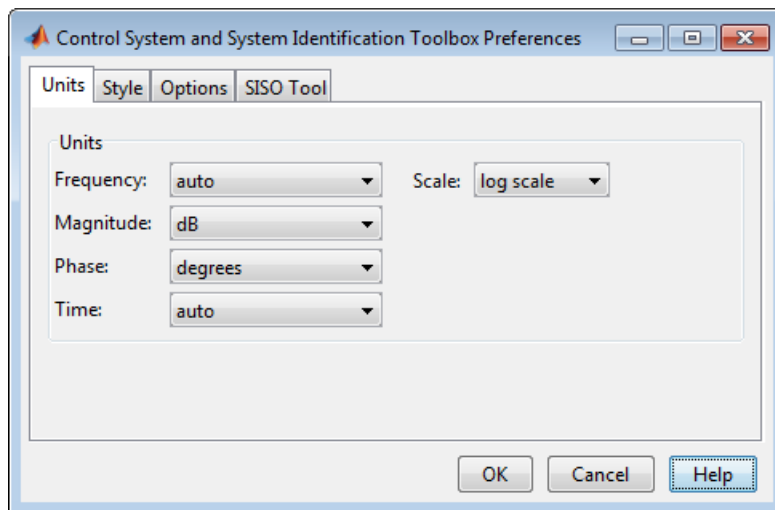 Control System and System Identification Toolbox Preferences
Units Style Options SISO Tool
Units
Frequency: auto Scale: log scale
Magnitude: dB
Phase: degrees
Time: auto
OK Cancel Help